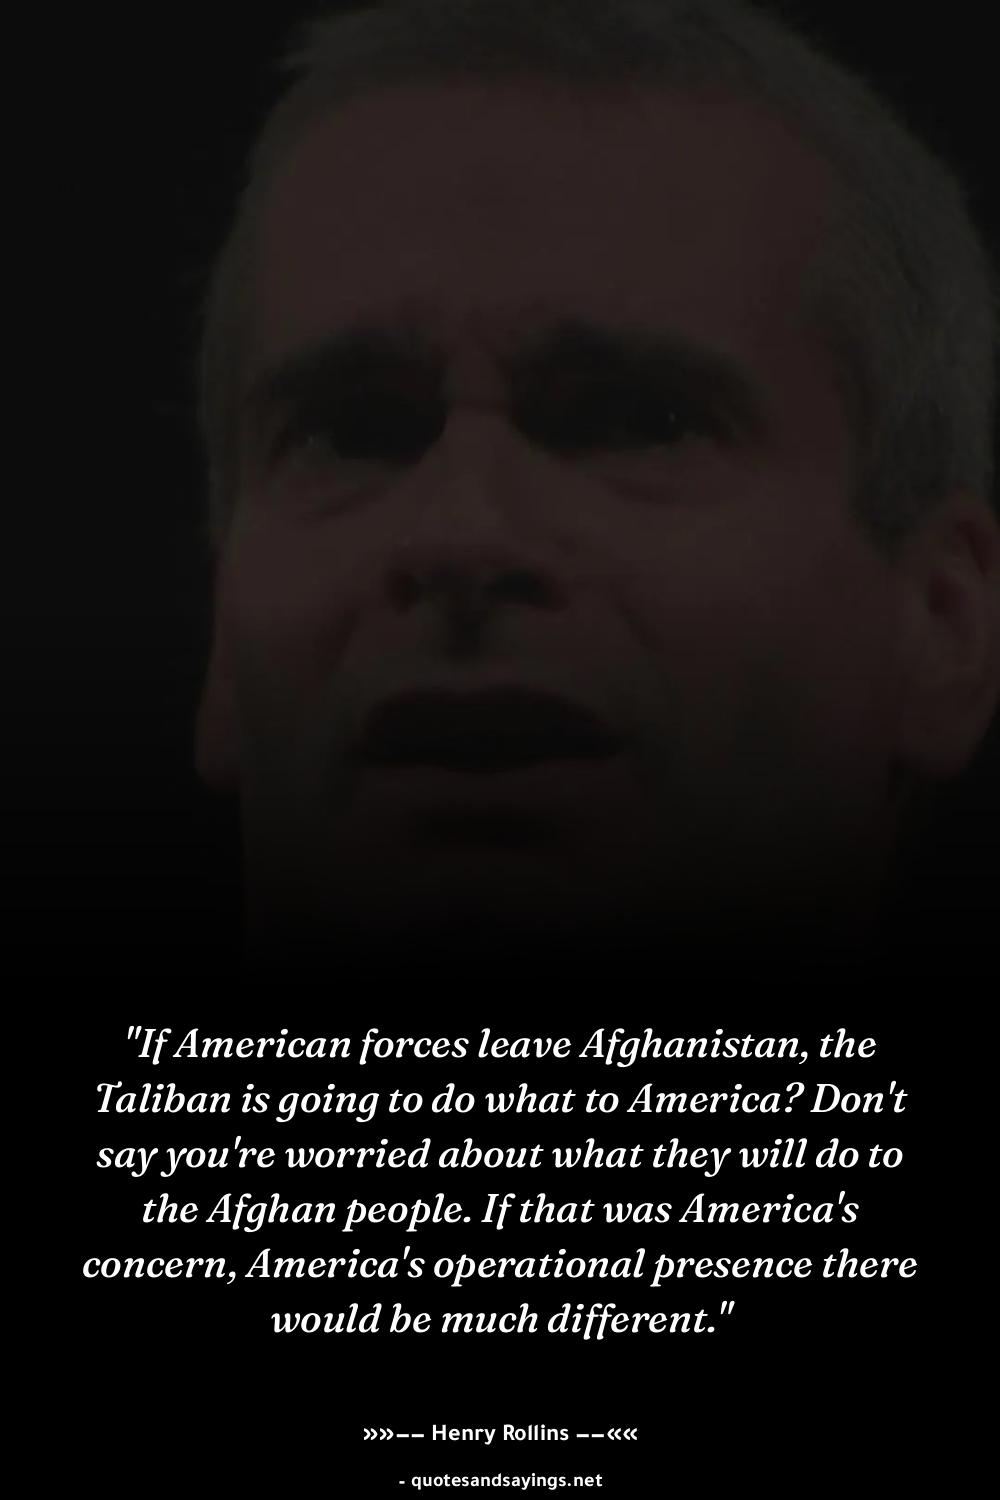 "If American forces leave Afghanistan, the
Taliban is going to do what to America? Don't
say you're worried about what they will do to
the Afghan people. If that was America's
concern, America's operational presence there
would be much different."
»»—– Henry Rollins —–««
- quotesandsayings.net